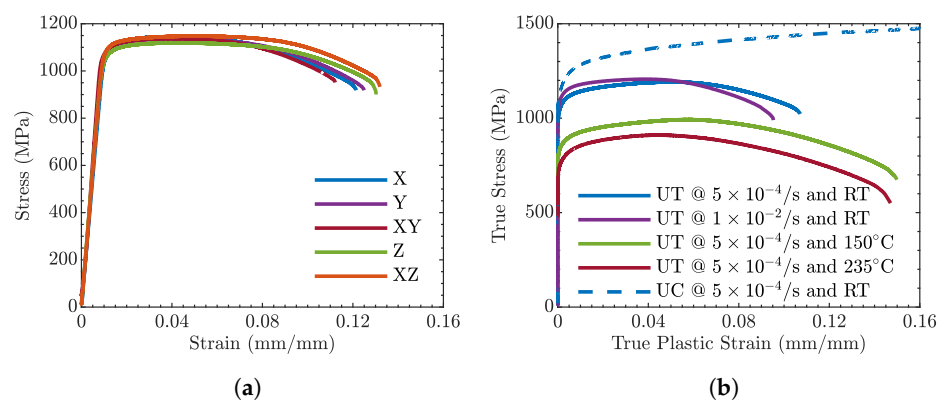 1200
1000
800
600
400
200
0
Stress (MPa)
X
Y
XY
Z
XZ
0 0.04 0.08 0.12 0.16
Strain (mm/mm)
(a)
1500
1000
500
0
True Stress (MPa)
UT @ 5 × 10⁻⁴/s and RT
UT @ 1 × 10⁻²/s and RT
UT @ 5 × 10⁻⁴/s and 150°C
UT @ 5 × 10⁻⁴/s and 235°C
UC @ 5 × 10⁻⁴/s and RT
0 0.04 0.08 0.12 0.16
True Plastic Strain (mm/mm)
(b)